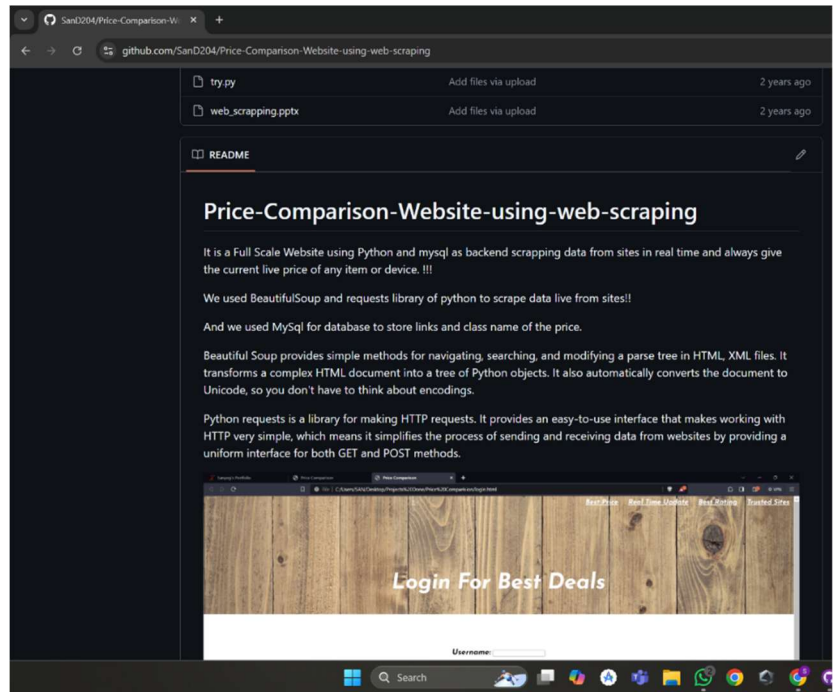 SanD204/Price-Comparison-W
github.com/SanD204/Price-Comparison-Website-using-web-scraping
try.py Add files via upload 2 years ago
web_scrapping.pptx Add files via upload 2 years ago
README
Price-Comparison-Website-using-web-scraping
It is a Full Scale Website using Python and mysql as backend scrapping data from sites in real time and always give
the current live price of any item or device. !!!
We used BeautifulSoup and requests library of python to scrape data live from sites!!
And we used MySql for database to store links and class name of the price.
Beautiful Soup provides simple methods for navigating, searching, and modifying a parse tree in HTML, XML files. It
transforms a complex HTML document into a tree of Python objects. It also automatically converts the document to
Unicode, so you don't have to think about encodings.
Python requests is a library for making HTTP requests. It provides an easy-to-use interface that makes working with
HTTP very simple, which means it simplifies the process of sending and receiving data from websites by providing a
uniform interface for both GET and POST methods.
Price Comparison Price Comparison
Best Price Real Time Update Best Rating Trusted Sites
Login For Best Deals
Username:
Search